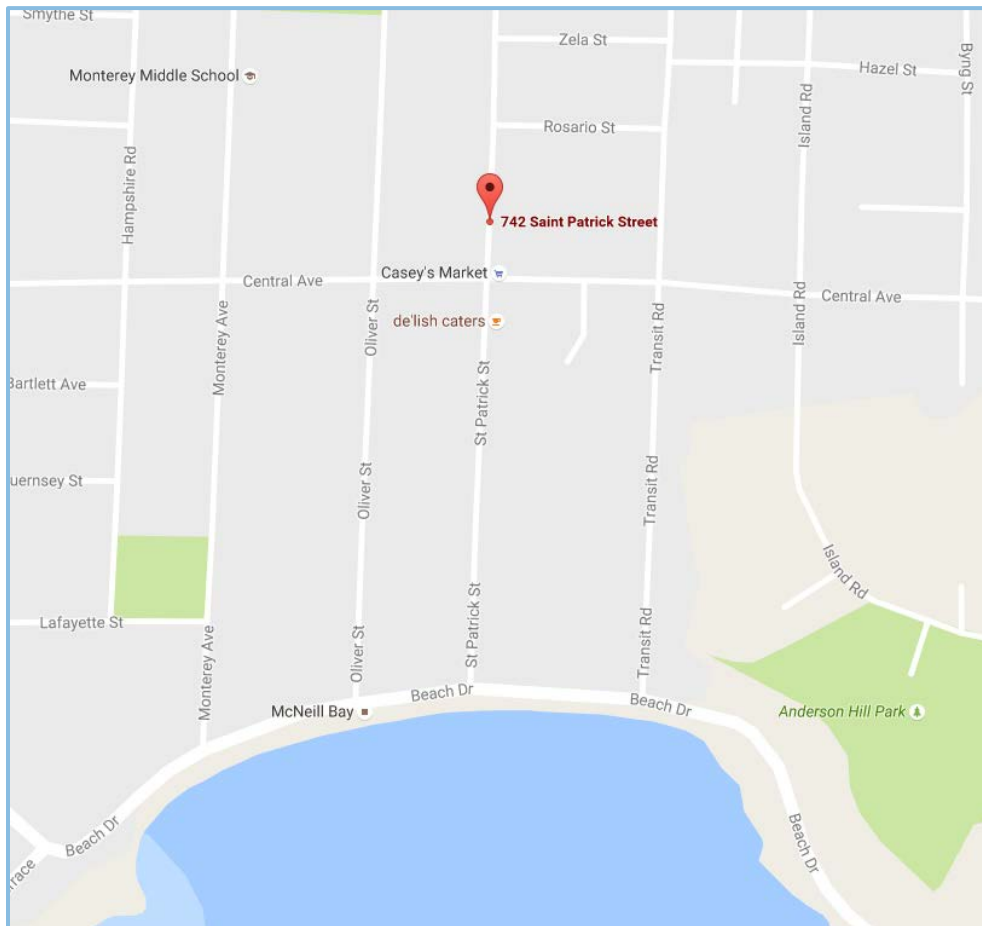 Smythe St
Zela St
Hazel St
Byng St
Monterey Middle School
Island Rd
Rosario St
Hampshire Rd
742 Saint Patrick Street
Casey's Market
Central Ave
Central Ave
Island Rd
de'lish caters
Oliver St
Monterey Ave
Transit Rd
Bartlett Ave
St Patrick St
uernsey St
Oliver St
Transit Rd
Island Rd
Lafayette St
St Patrick St
Oliver St
Transit Rd
Monterey Ave
Beach Dr
Beach Dr
McNeill Bay
Anderson Hill Park
Beach Dr
Beach Dr
rrace